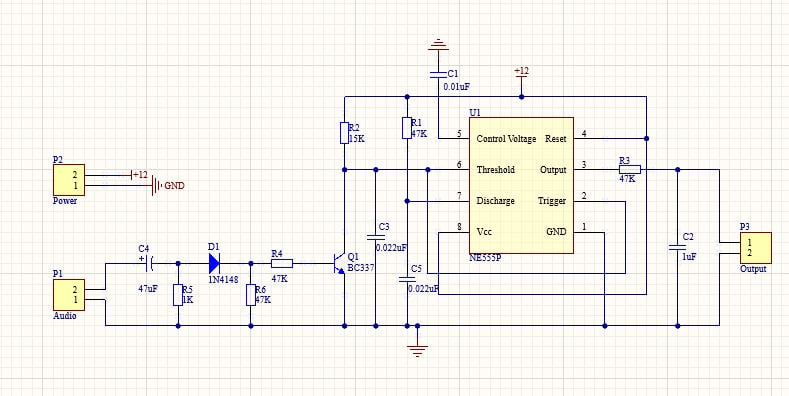 C1
0.01uF
+12
U1
R2
15K
R1
47K
5 Control Voltage Reset 4
6 Threshold Output 3
7 Discharge Trigger 2
8 Vcc GND 1
NE555P
R3
47K
P2
2
1
Power
+12
GND
C3
0.022uF
C5
0.022uF
C2
1uF
P3
1
2
Output
C4
+
47uF
D1
1N4148
R4
47K
Q1
BC337
P1
2
1
Audio
R5
1K
R6
47K